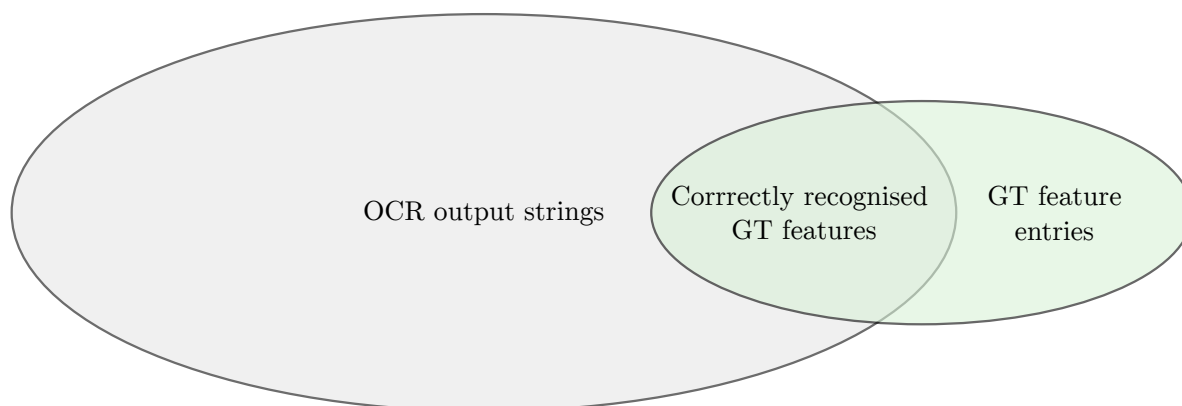 OCR output strings
Corrrectly recognised
GT features
GT feature
entries